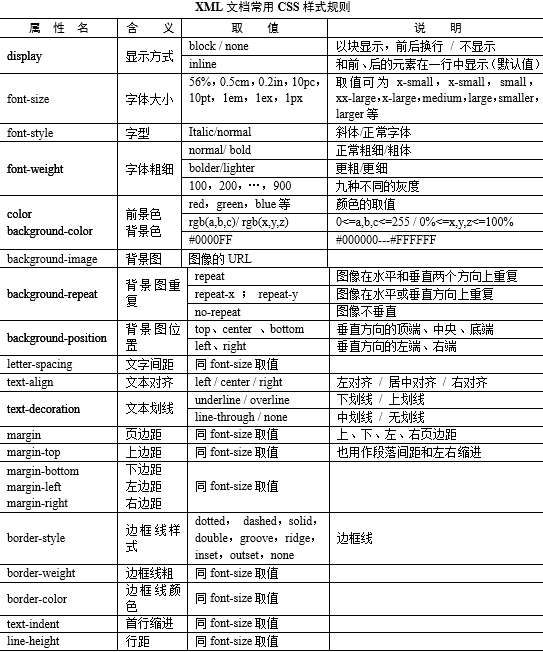 XML 文档常用 CSS 样式规则
属 性 名 含 义 取 值 说 明
display 显示方式 block / none 以块显示，前后换行 / 不显示
inline 和前、后的元素在一行中显示（默认值）
font-size 字体大小 56%，0.5cm，0.2in，10pc， 取值可为 x-small，x-small，small，
10pt，1em，1ex，1px xx-large，x-large，medium，large，smaller，
larger 等
font-style 字型 Italic/normal 斜体/正常字体
font-weight 字体粗细 normal/ bold 正常粗细/粗体
bolder/lighter 更粗/更细
100，200，…，900 九种不同的灰度
color 前景色 red，green，blue 等 颜色的取值
background-color 背景色 rgb(a,b,c)/ rgb(x,y,z) 0<=a,b,c<=255 / 0%<=x,y,z<=100%
#0000FF #000000---#FFFFFF
background-image 背景图 图像的 URL
background-repeat 背景图重复 repeat 图像在水平和垂直两个方向上重复
repeat-x ； repeat-y 图像在水平或垂直方向上重复
no-repeat 图像不垂直
background-position 背景图位置 top、center 、bottom 垂直方向的顶端、中央、底端
left、right 垂直方向的左端、右端
letter-spacing 文字间距 同 font-size 取值
text-align 文本对齐 left / center / right 左对齐 / 居中对齐 / 右对齐
text-decoration 文本划线 underline / overline 下划线 / 上划线
line-through / none 中划线 / 无划线
margin 页边距 同 font-size 取值 上、下、左、右页边距
margin-top 上边距 同 font-size 取值 也用作段落间距和左右缩进
margin-bottom 下边距
margin-left 左边距 同 font-size 取值
margin-right 右边距
border-style 边框线样式 dotted， dashed，solid， 边框线
double，groove，ridge，
inset，outset，none
border-weight 边框线粗 同 font-size 取值
border-color 边框线颜色 同 font-size 取值
text-indent 首行缩进 同 font-size 取值
line-height 行距 同 font-size 取值